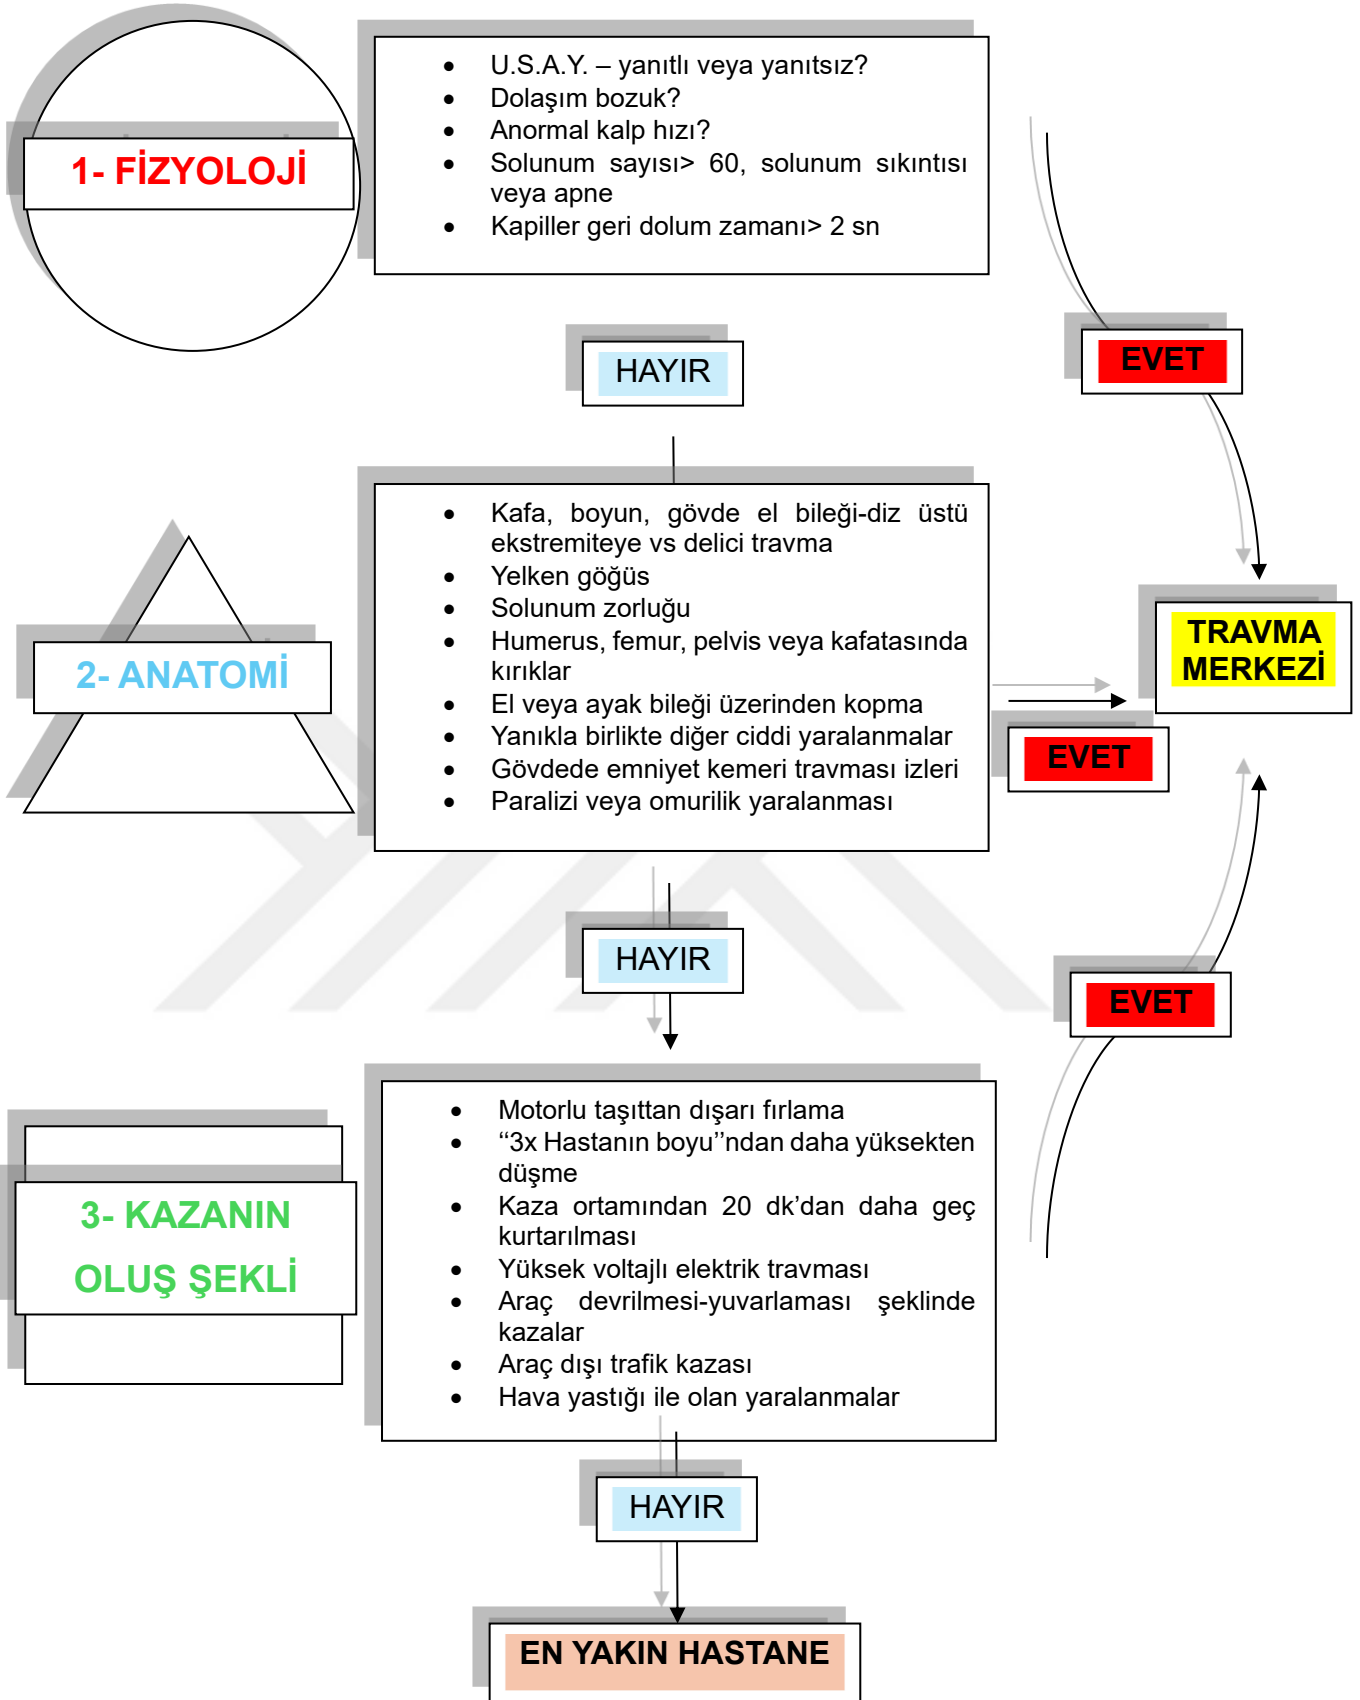 1- FİZYOLOJİ
• U.S.A.Y. – yanıtlı veya yanıtsız?
• Dolaşım bozuk?
• Anormal kalp hızı?
• Solunum sayısı> 60, solunum sıkıntısı
veya apne
• Kapiller geri dolum zamanı> 2 sn
HAYIR
EVET
2- ANATOMİ
• Kafa, boyun, gövde el bileği-diz üstü
ekstremiteye vs delici travma
• Yelken göğüs
• Solunum zorluğu
• Humerus, femur, pelvis veya kafatasında
kırıklar
• El veya ayak bileği üzerinden kopma
• Yanıkla birlikte diğer ciddi yaralanmalar
• Gövdede emniyet kemeri travması izleri
• Paralizi veya omurilik yaralanması
EVET
TRAVMA
MERKEZİ
HAYIR
EVET
3- KAZANIN
OLUŞ ŞEKLİ
• Motorlu taşıttan dışarı fırlama
• ‘‘3x Hastanın boyu’’ndan daha yüksekten
düşme
• Kaza ortamından 20 dk’dan daha geç
kurtarılması
• Yüksek voltajlı elektrik travması
• Araç devrilmesi-yuvarlaması şeklinde
kazalar
• Araç dışı trafik kazası
• Hava yastığı ile olan yaralanmalar
HAYIR
EN YAKIN HASTANE